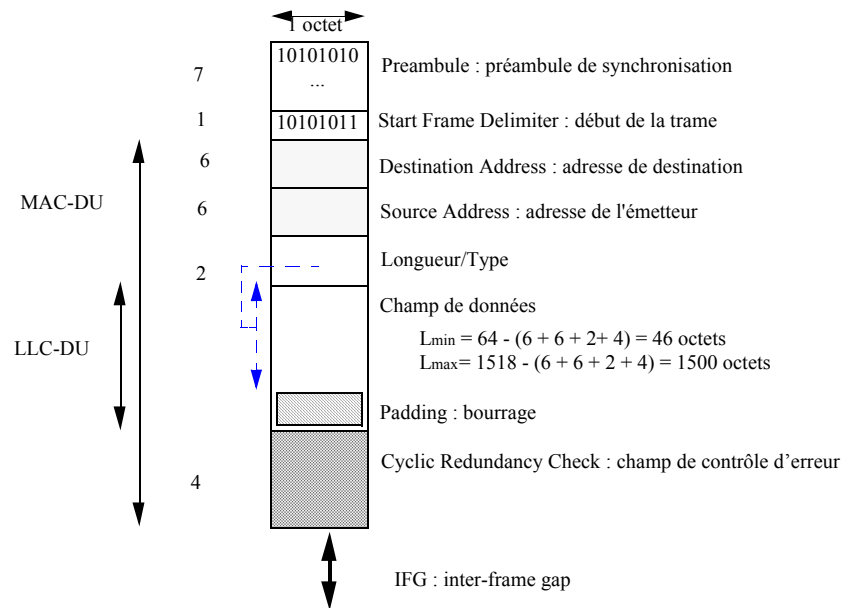 1 octet
10101010
...
7
Preambule : préambule de synchronisation
1
10101011
Start Frame Delimiter : début de la trame
6
Destination Address : adresse de destination
MAC-DU
6
Source Address : adresse de l'émetteur
2
Longueur/Type
Champ de données
Lmin = 64 - (6 + 6 + 2+ 4) = 46 octets
LLC-DU
Lmax= 1518 - (6 + 6 + 2 + 4) = 1500 octets
Padding : bourrage
Cyclic Redundancy Check : champ de contrôle d’erreur
4
IFG : inter-frame gap